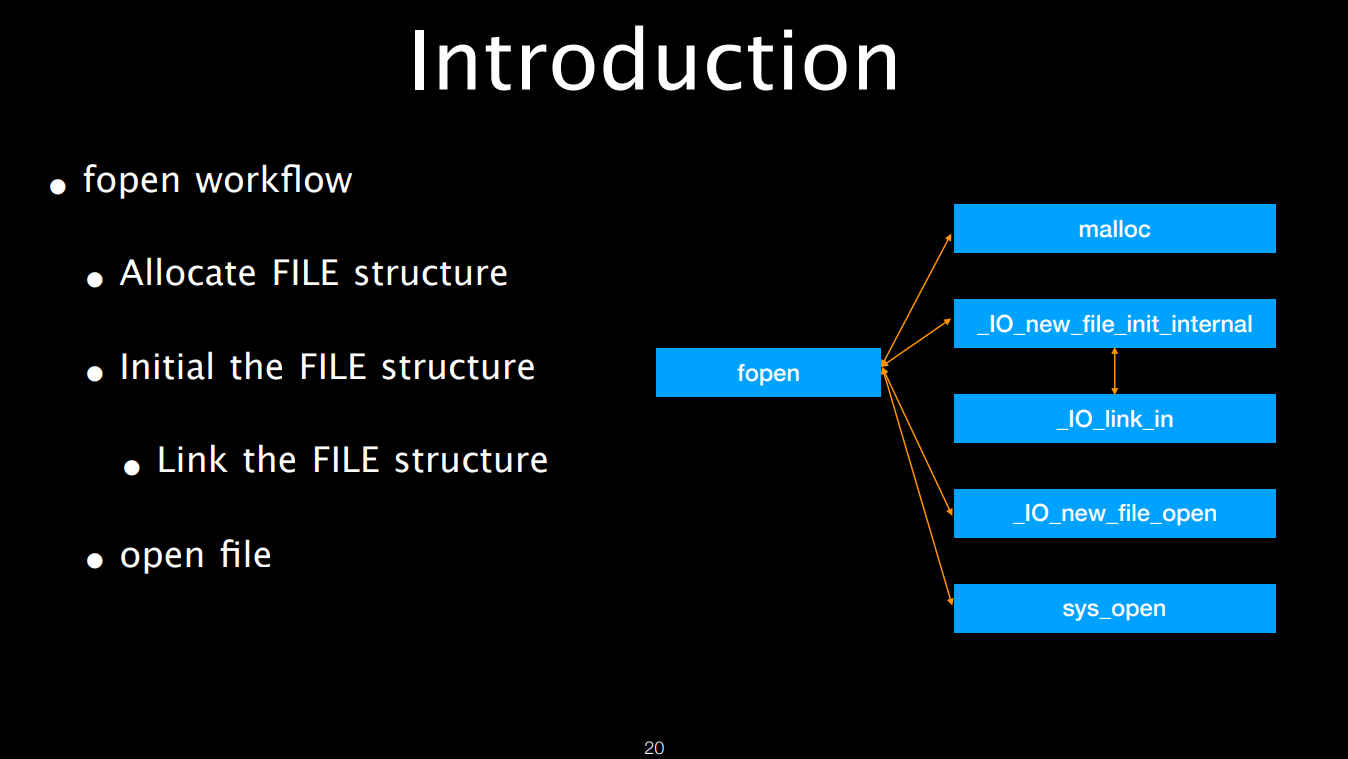 Introduction
• fopen workflow
• Allocate FILE structure
• Initial the FILE structure
• Link the FILE structure
• open file
fopen
malloc
_IO_new_file_init_internal
_IO_link_in
_IO_new_file_open
sys_open
20